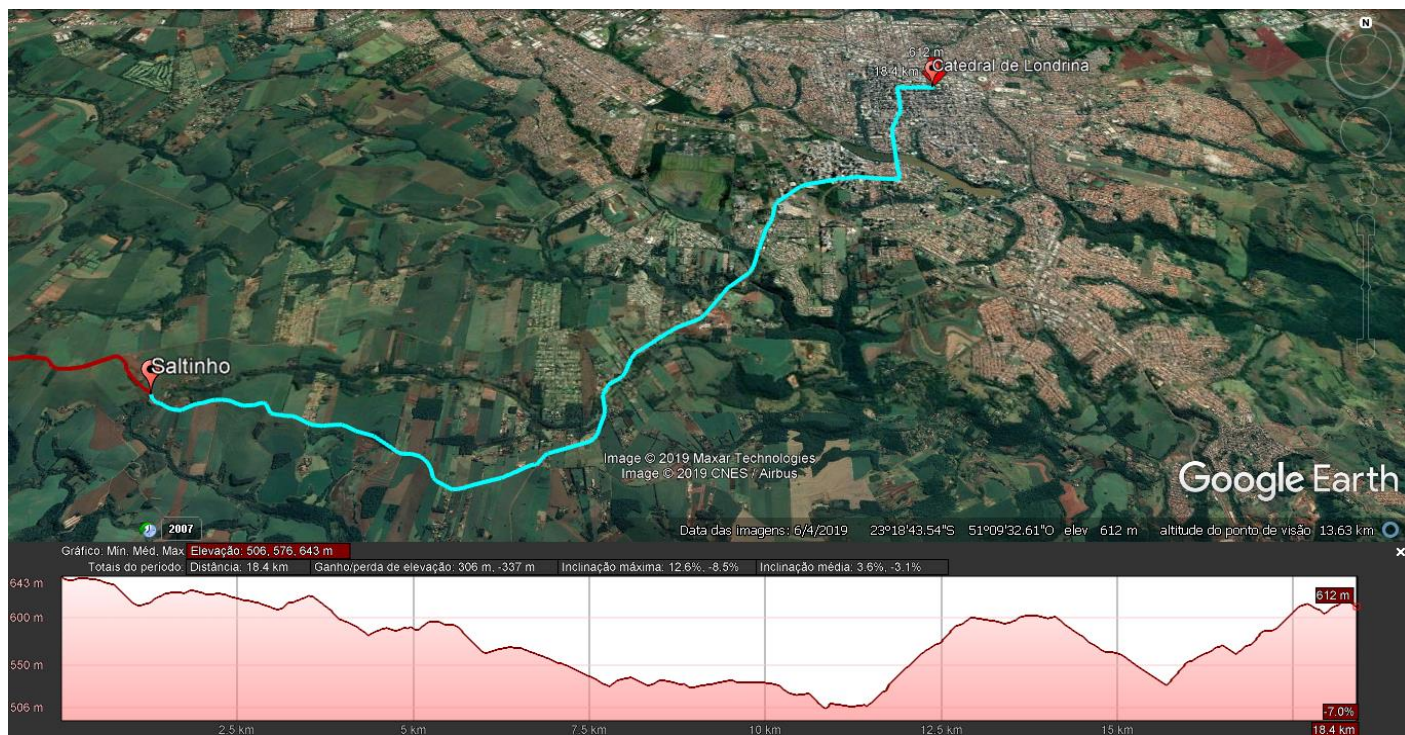 N
612 m
18.4 km Catedral de Londrina
Saltinho
Image © 2019 Maxar Technologies
Image © 2019 CNES / Airbus
Google Earth
2007
Data das imagens: 6/4/2019 23°18'43.54"S 51°09'32.61"O elev 612 m altitude do ponto de visão 13.63 km
Gráfico: Mín. Méd, Max Elevação: 506, 576, 643 m
Totais do período: Distância: 18.4 km Ganho/perda de elevação: 306 m, -337 m Inclinação máxima: 12.6%, -8.5% Inclinação média: 3.6%, -3.1%
643 m
612 m
600 m
550 m
506 m
-7.0%
2.5 km 5 km 7.5 km 10 km 12.5 km 15 km 18.4 km